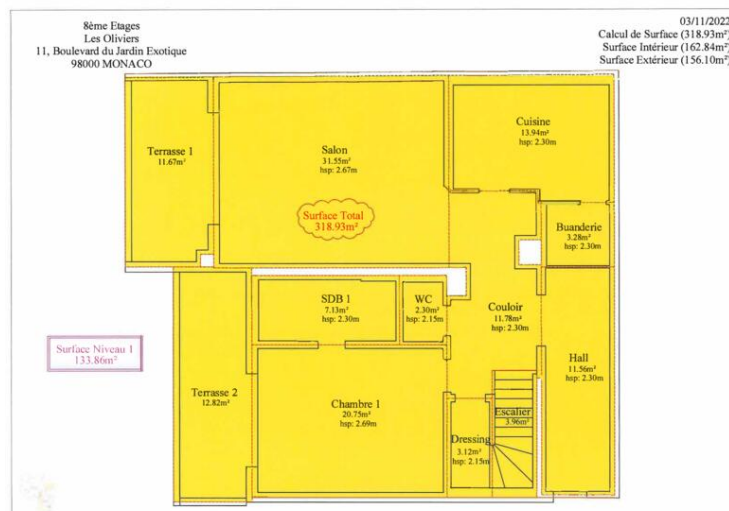 8ème Etages
Les Oliviers
11, Boulevard du Jardin Exotique
98000 MONACO
03/11/2022
Calcul de Surface (318.93m²)
Surface Intérieur (162.84m²)
Surface Extérieur (156.10m²)
Terrasse 1
11.67m²
Salon
31.55m²
hsp: 2.67m
Surface Total
318.93m²
Cuisine
13.94m²
hsp: 2.30m
Buanderie
3.28m²
hsp: 2.30m
SDB 1
7.13m²
hsp: 2.30m
WC
2.30m²
hsp: 2.15m
Couloir
11.78m²
hsp: 2.30m
Hall
11.56m²
hsp: 2.30m
Surface Niveau 1
133.86m²
Terrasse 2
12.82m²
Chambre 1
20.75m²
hsp: 2.69m
Dressing
3.12m²
hsp: 2.15m
Escalier
3.96m²